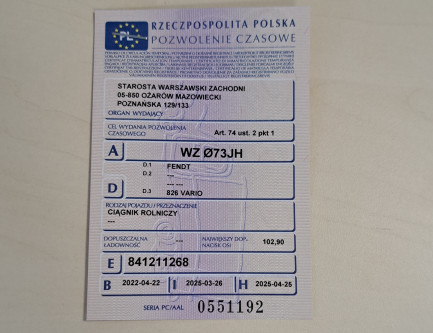 RZECZPOSPOLITA POLSKA
PL
POZWOLENIE CZASOWE
STAROSTA WARSZAWSKI ZACHODNI
05-850 OŻARÓW MAZOWIECKI
POZNAŃSKA 129/133
ORGAN WYDAJĄCY
CEL WYDANIA POZWOLENIA
CZASOWEGO
Art. 74 ust. 2 pkt 1
A WZ Ø73JH
D.1 FENDT
D.2 ---
---
D D.3 826 VARIO
RODZAJ POJAZDU / PRZEZNACZENIE
CIĄGNIK ROLNICZY
---
DOPUSZCZALNA
ŁADOWNOŚĆ
---
NAJWIĘKSZY DOP.
NACISK OSI
102,90
E 841211268
B 2022-04-22 I 2025-03-26 H 2025-04-25
SERIA PC/AAL 0551192